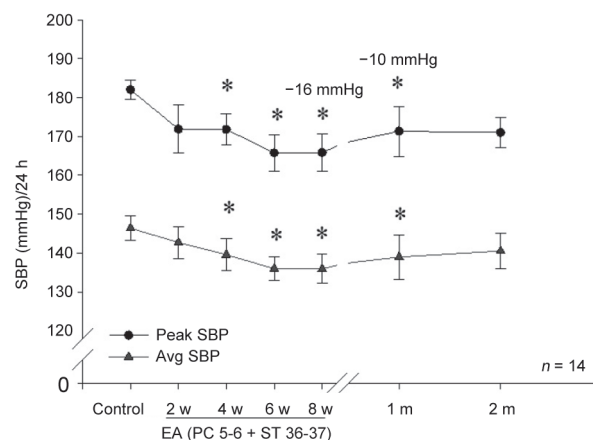 200
190
180
170
160
150
140
130
120
0
SBP (mmHg)/24 h
*
−16 mmHg
*
*
−10 mmHg
*
*
*
*
*
Peak SBP
Avg SBP
n = 14
Control 2 w 4 w 6 w 8 w 1 m 2 m
EA (PC 5-6 + ST 36-37)